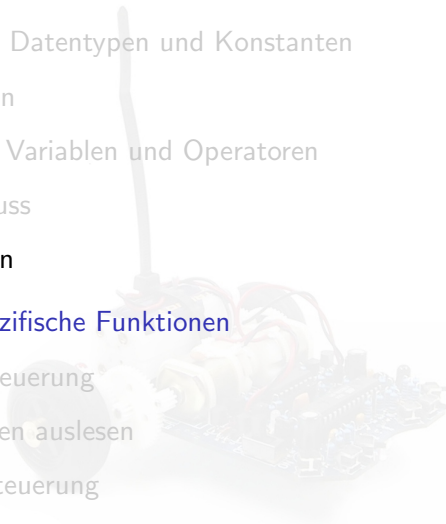 Datentypen und Konstanten
n
Variablen und Operatoren
uss
n
zifische Funktionen
euerung
en auslesen
teuerung